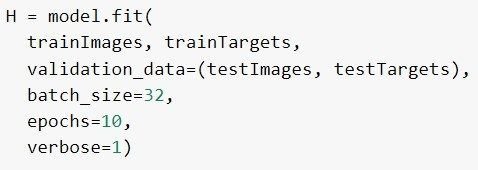 H = model.fit(
  trainImages, trainTargets,
  validation_data=(testImages, testTargets),
  batch_size=32,
  epochs=10,
  verbose=1)